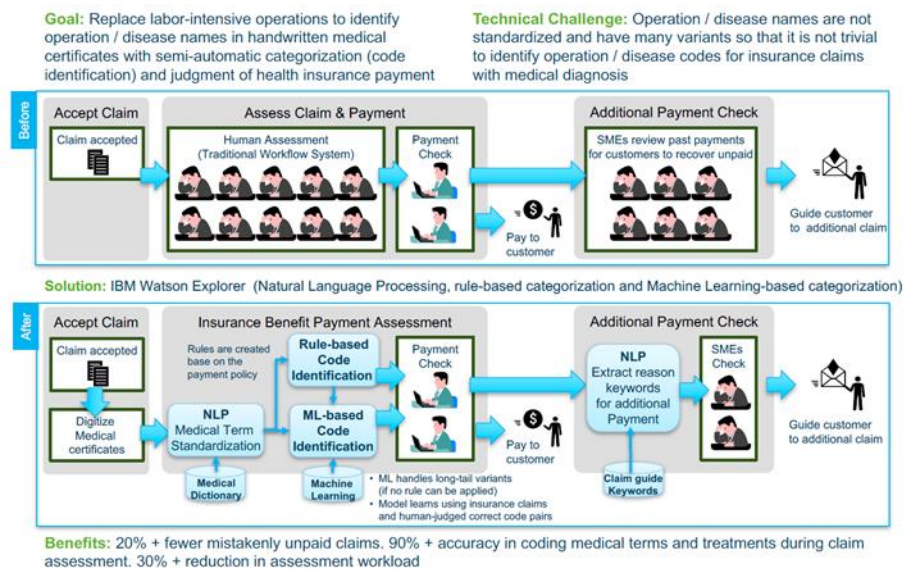 Goal: Replace labor-intensive operations to identify
operation / disease names in handwritten medical
certificates with semi-automatic categorization (code
identification) and judgment of health insurance payment
Technical Challenge: Operation / disease names are not
standardized and have many variants so that it is not trivial
to identify operation / disease codes for insurance claims
with medical diagnosis
Before
Accept Claim
Claim accepted
Assess Claim & Payment
Human Assessment
(Traditional Workflow System)
Payment
Check
$
Pay to
customer
Additional Payment Check
SMEs review past payments
for customers to recover unpaid
Guide customer
to additional claim
Solution: IBM Watson Explorer (Natural Language Processing, rule-based categorization and Machine Learning-based categorization)
After
Accept Claim
Claim accepted
Digitize
Medical
certificates
Insurance Benefit Payment Assessment
Rules are created
base on the
payment policy
Rule-based
Code
Identification
NLP
Medical Term
Standardization
ML-based
Code
Identification
Medical
Dictionary
Machine
Learning
Payment
Check
$
Pay to
customer
• ML handles long-tail variants
(if no rule can be applied)
• Model learns using insurance claims
and human-judged correct code pairs
Additional Payment Check
NLP
Extract reason
keywords
for additional
Payment
Claim guide
Keywords
SMEs
Check
Guide customer
to additional claim
Benefits: 20% + fewer mistakenly unpaid claims. 90% + accuracy in coding medical terms and treatments during claim
assessment. 30% + reduction in assessment workload